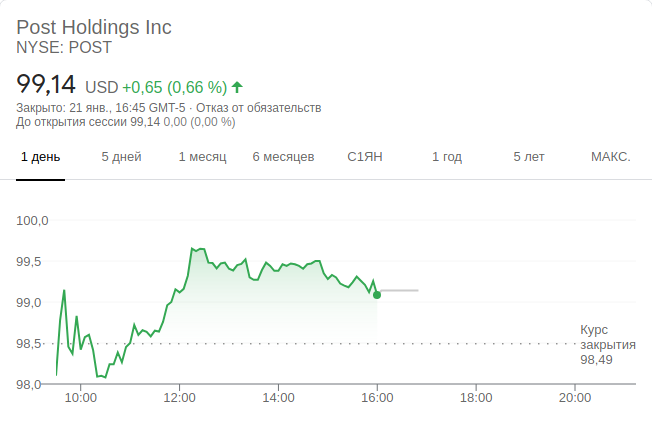 Post Holdings Inc
NYSE: POST
99,14 USD +0,65 (0,66 %)
Закрыто: 21 янв., 16:45 GMT-5 · Отказ от обязательств
До открытия сессии 99,14 0,00 (0,00 %)
1 день 5 дней 1 месяц 6 месяцев С1ЯН 1 год 5 лет МАКС.
100,0
99,5
99,0
98,5
98,0
Курс
закрытия
98,49
10:00 12:00 14:00 16:00 18:00 20:00